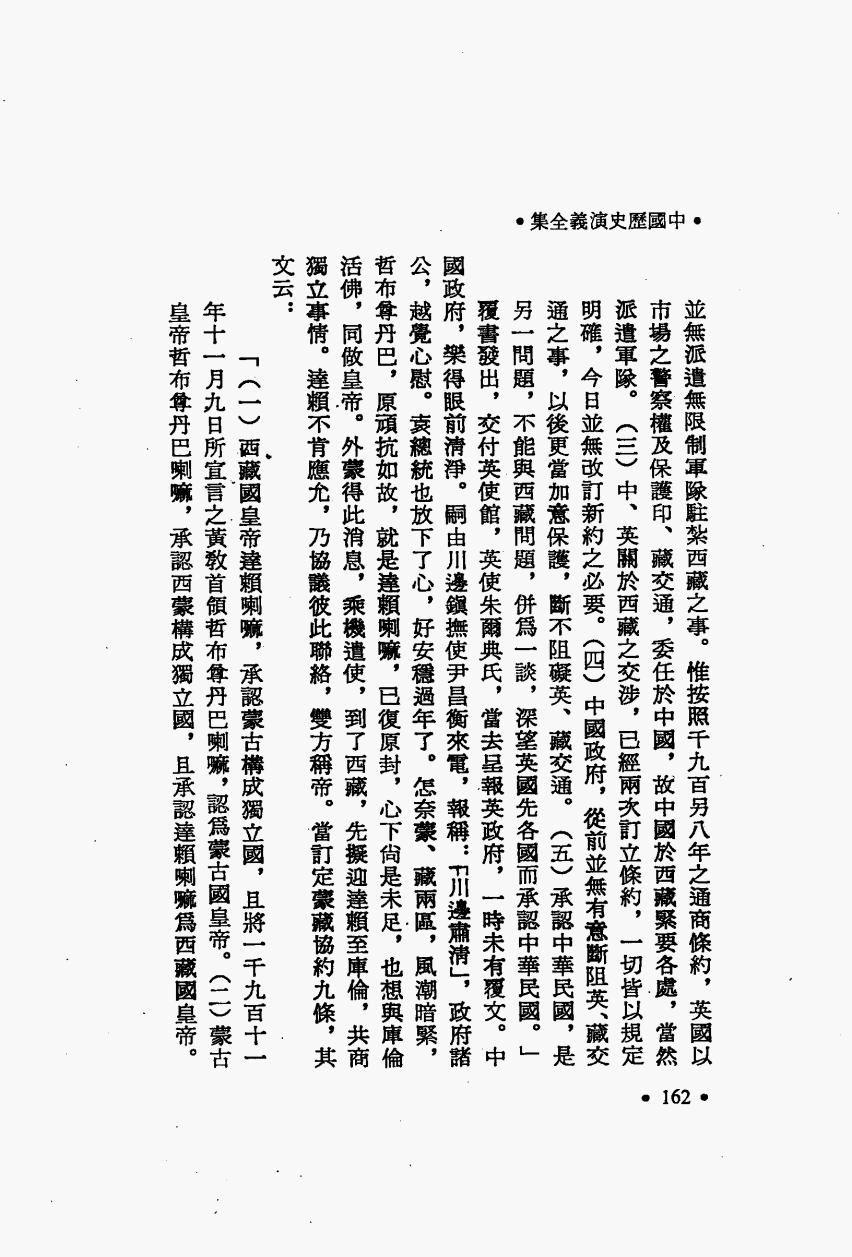 •中國歷史演義全集•
並無派遣無限制軍隊駐紮西藏之事。惟按照千九百另八年之通商條約，英國以
市場之警察權及保護印、藏交通，委任於中國，故中國於西藏緊要各處，當然
派遣軍隊。（三）中、英關於西藏之交涉，已經兩次訂立條約，一切皆以規定
明確，今日並無改訂新約之必要。（四）中國政府，從前並無有意斷阻英、藏交
通之事，以後更當加意保護，斷不阻礙英、藏交通。（五）承認中華民國，是
另一問題，不能與西藏問題，併爲一談，深望英國先各國而承認中華民國。」
覆書發出，交付英使館，英使朱爾典氏，當去呈報英政府，一時未有覆文。中
國政府，樂得眼前清淨。嗣由川邊鎮撫使尹昌衡來電，報稱：「川邊肅清」，政府諸
公，越覺心慰。袁總統也放下了心，好安穩過年了。怎奈蒙、藏兩區，風潮暗緊，
哲布尊丹巴，原頑抗如故，就是達賴喇嘛，已復原封，心下尙是未足，也想與庫倫
活佛，同做皇帝。外蒙得此消息，乘機遣使，到了西藏，先擬迎達賴至庫倫，共商
獨立事情。達賴不肯應允，乃協議彼此聯絡，雙方稱帝。當訂定蒙藏協約九條，其
文云：
「（一）西藏國皇帝達賴喇嘛，承認蒙古構成獨立國，且將一千九百十一
年十一月九日所宣言之黃教首領哲布尊丹巴喇嘛，認爲蒙古國皇帝。（二）蒙古
皇帝哲布尊丹巴喇嘛，承認西蒙構成獨立國，且承認達賴喇嘛爲西藏國皇帝。
•162•